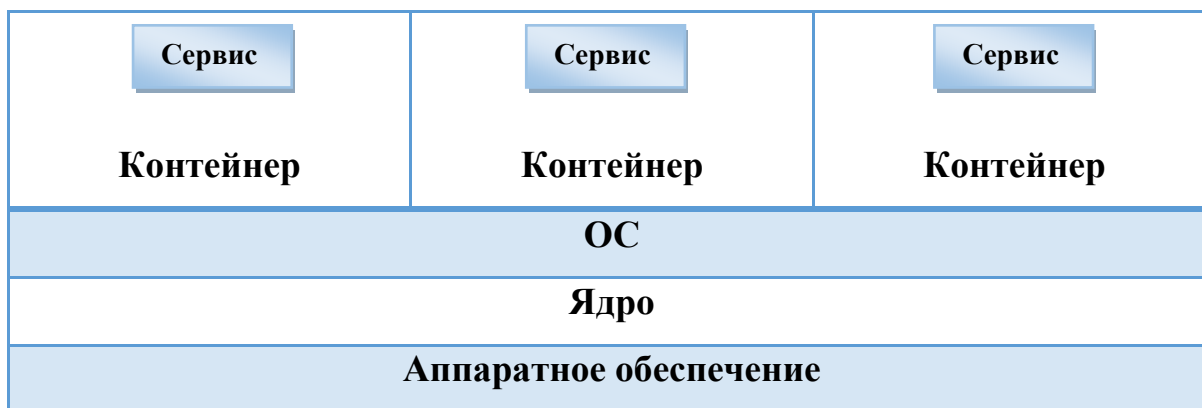 Сервис
Сервис
Сервис
Контейнер
Контейнер
Контейнер
ОС
Ядро
Аппаратное обеспечение